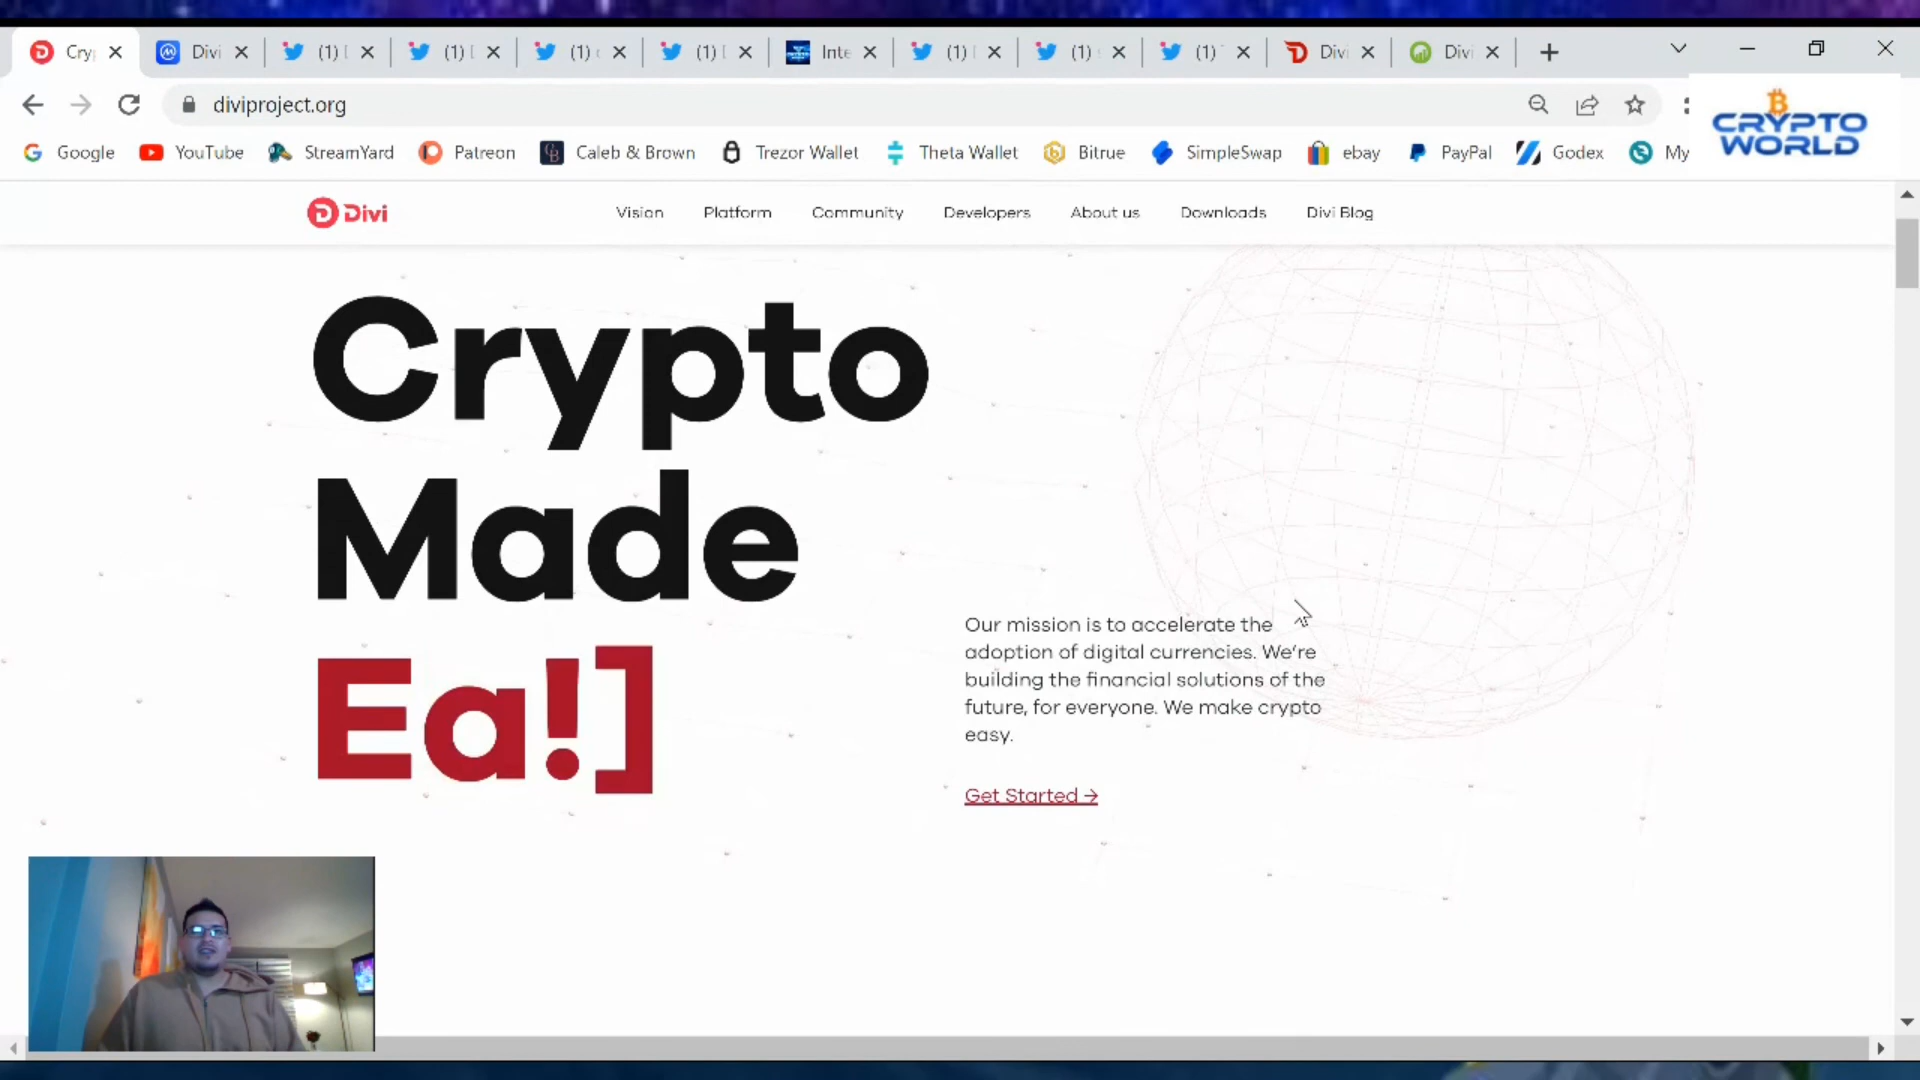 Cry
Divi
(1)
(1)
(1)
(1)
Inte
(1)
(1)
(1)
Divi
Divi
diviproject.org
Google
YouTube
StreamYard
Patreon
Caleb & Brown
Trezor Wallet
Theta Wallet
Bitrue
SimpleSwap
ebay
PayPal
Godex
My
CRYPTO
WORLD
Divi
Vision
Platform
Community
Developers
About us
Downloads
Divi Blog
Crypto
Made
Ea!]
Our mission is to accelerate the
adoption of digital currencies. We're
building the financial solutions of the
future, for everyone. We make crypto
easy.
Get Started →